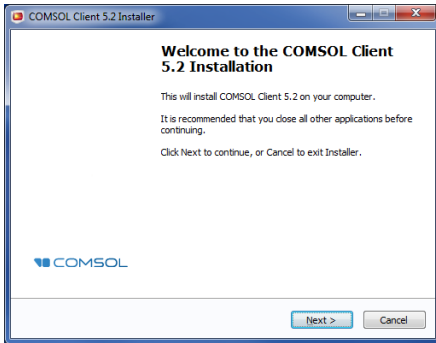 COMSOL Client 5.2 Installer
Welcome to the COMSOL Client
5.2 Installation
This will install COMSOL Client 5.2 on your computer.
It is recommended that you close all other applications before
continuing.
Click Next to continue, or Cancel to exit Installer.
COMSOL
Next >
Cancel